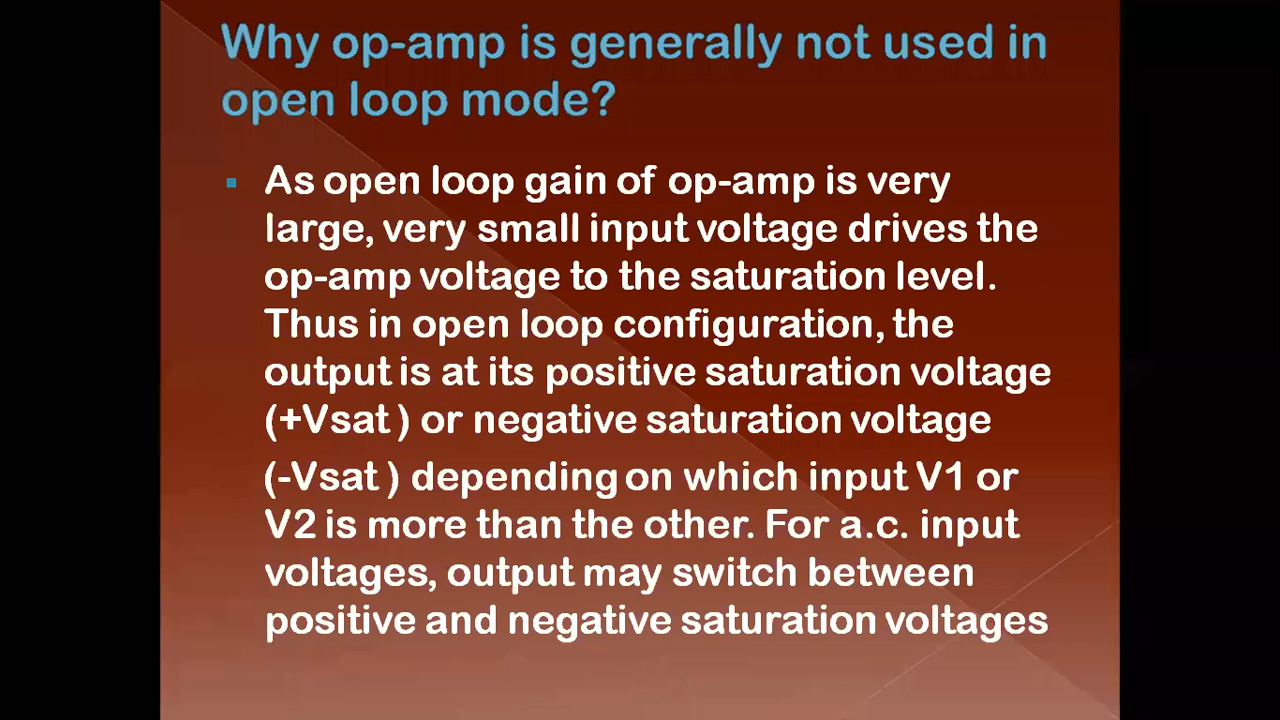 Why op-amp is generally not used in
open loop mode?
As open loop gain of op-amp is very
large, very small input voltage drives the
op-amp voltage to the saturation level.
Thus in open loop configuration, the
output is at its positive saturation voltage
(+Vsat ) or negative saturation voltage
(-Vsat ) depending on which input V1 or
V2 is more than the other. For a.c. input
voltages, output may switch between
positive and negative saturation voltages